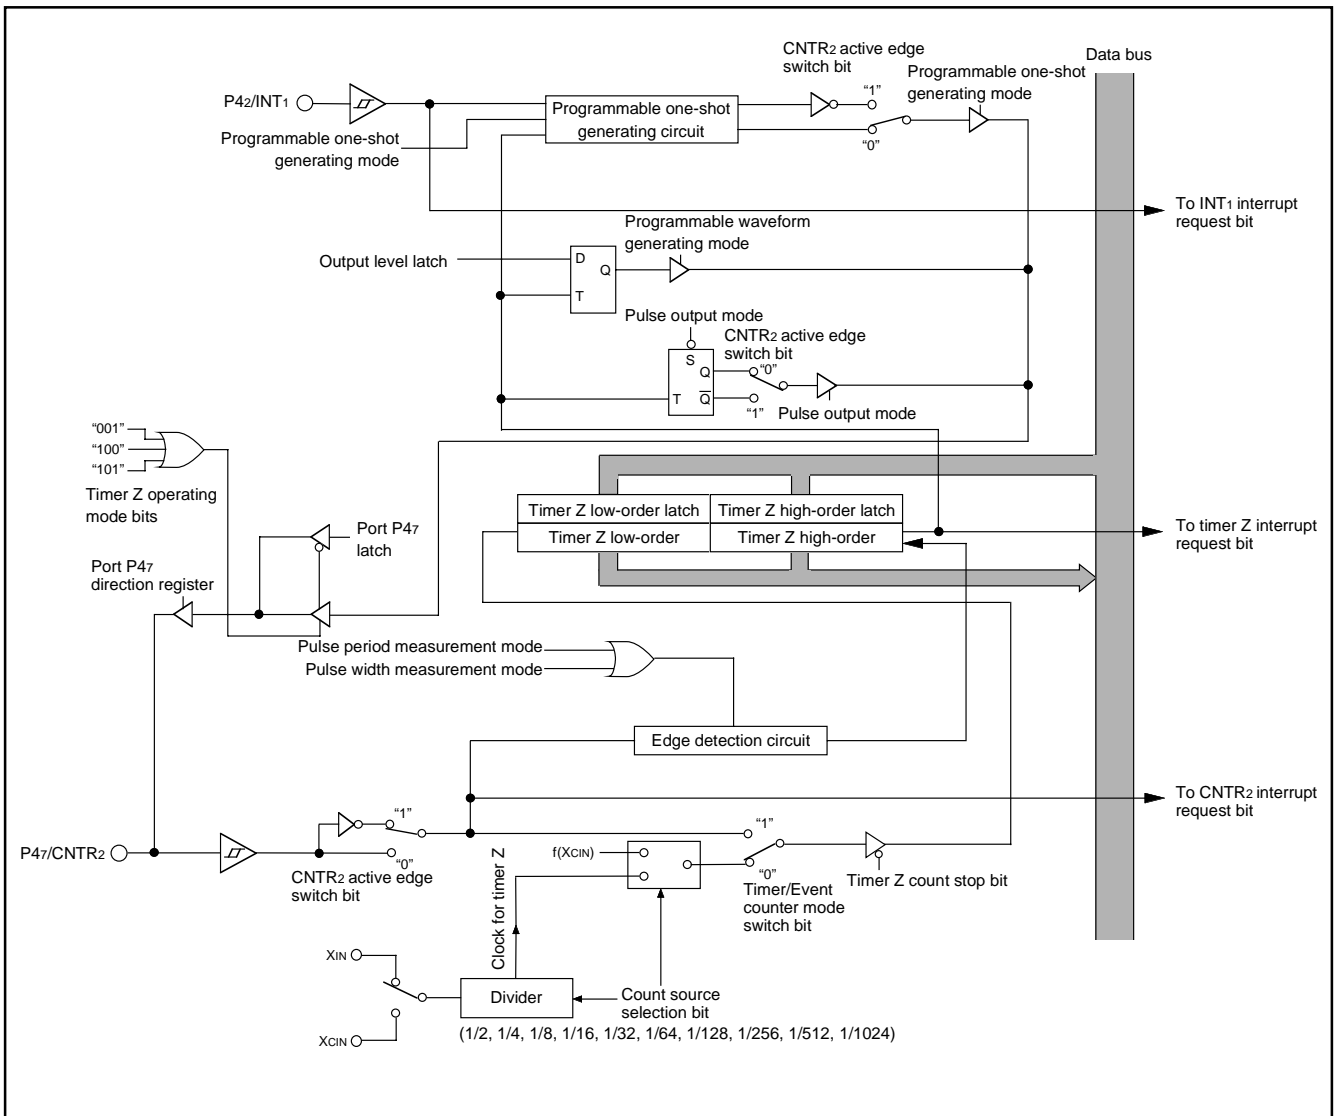 CNTR2 active edge
switch bit
Data bus
Programmable one-shot
generating mode
P42/INT1
“1”
Programmable one-shot
generating circuit
Programmable one-shot
generating mode
“0”
To INT1 interrupt
request bit
Programmable waveform
generating mode
Output level latch
D
Q
T
Pulse output mode
CNTR2 active edge
switch bit
S
Q
“0”
T
Q
“1”
Pulse output mode
“001”
“100”
“101”
Timer Z operating
mode bits
Timer Z low-order latch
Timer Z high-order latch
Timer Z low-order
Timer Z high-order
To timer Z interrupt
request bit
Port P47
latch
Port P47
direction register
Pulse period measurement mode
Pulse width measurement mode
Edge detection circuit
To CNTR2 interrupt
request bit
“1”
“1”
P47/CNTR2
f(XCIN)
“0”
“0”
CNTR2 active edge
switch bit
Clock for timer Z
Timer/Event
counter mode
switch bit
Timer Z count stop bit
XIN
Divider
Count source
selection bit
XCIN
(1/2, 1/4, 1/8, 1/16, 1/32, 1/64, 1/128, 1/256, 1/512, 1/1024)